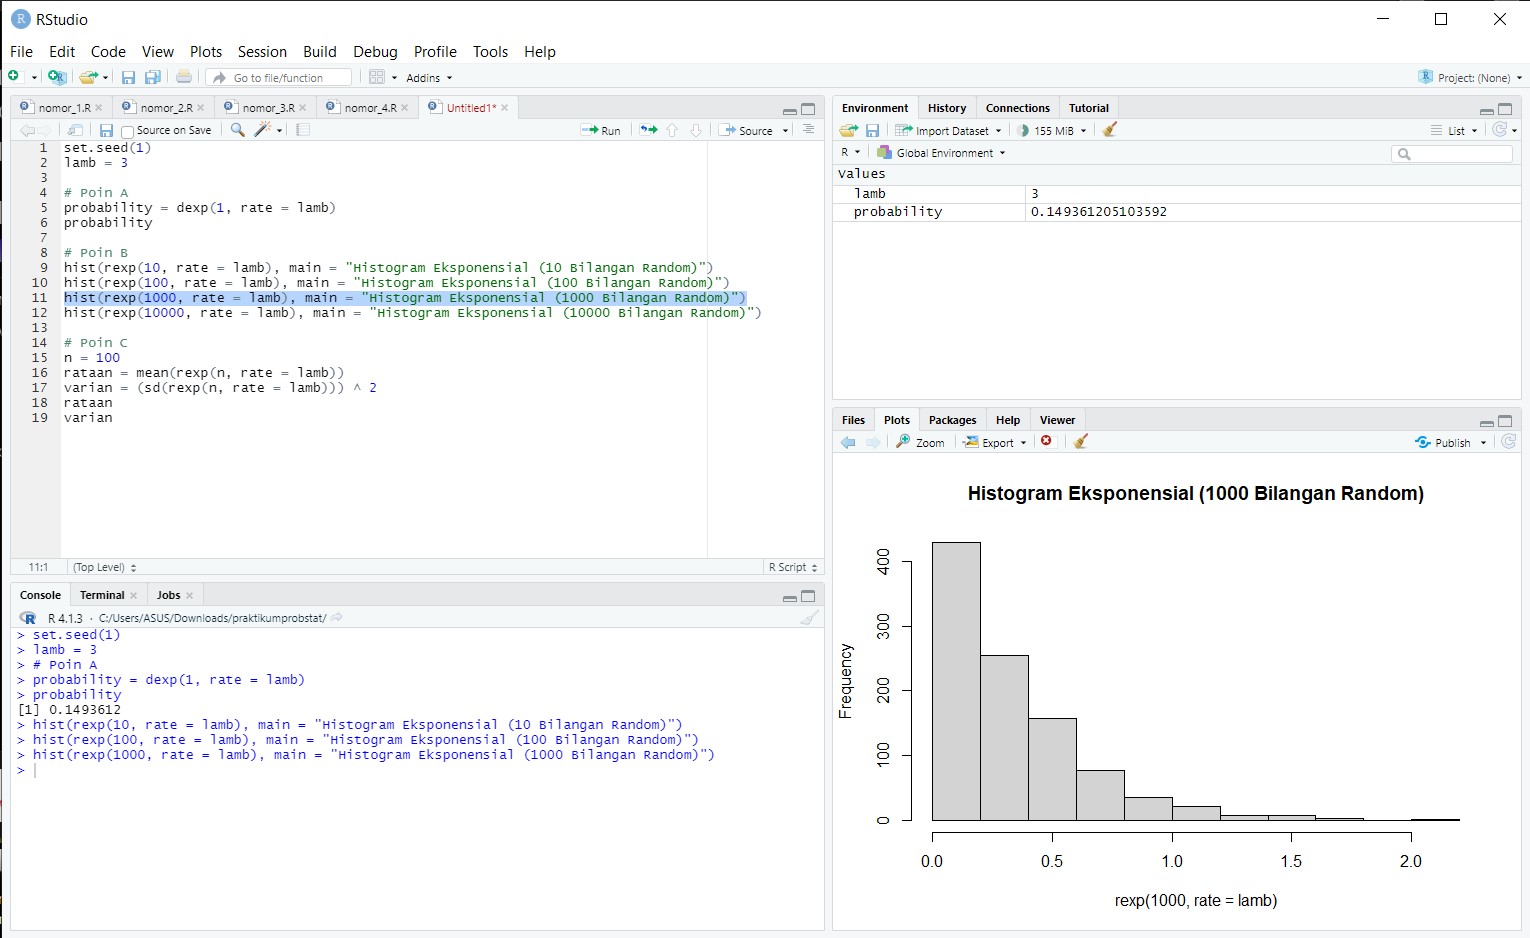 RStudio
File Edit Code View Plots Session Build Debug Profile Tools Help
Go to file/function Addins Project: (None)
nomor_1.R nomor_2.R nomor_3.R nomor_4.R Untitled1*
Source on Save Run Source
1 set.seed(1)
2 lamb = 3
3
4 # Poin A
5 probability = dexp(1, rate = lamb)
6 probability
7
8 # Poin B
9 hist(rexp(10, rate = lamb), main = "Histogram Eksponensial (10 Bilangan Random)")
10 hist(rexp(100, rate = lamb), main = "Histogram Eksponensial (100 Bilangan Random)")
11 hist(rexp(1000, rate = lamb), main = "Histogram Eksponensial (1000 Bilangan Random)")
12 hist(rexp(10000, rate = lamb), main = "Histogram Eksponensial (10000 Bilangan Random)")
13
14 # Poin C
15 n = 100
16 rataan = mean(rexp(n, rate = lamb))
17 varian = (sd(rexp(n, rate = lamb))) ^ 2
18 rataan
19 varian
11:1 (Top Level) R Script
Console Terminal Jobs
R 4.1.3 · C:/Users/ASUS/Downloads/praktikumprobstat/
> set.seed(1)
> lamb = 3
> # Poin A
> probability = dexp(1, rate = lamb)
> probability
[1] 0.1493612
> hist(rexp(10, rate = lamb), main = "Histogram Eksponensial (10 Bilangan Random)")
> hist(rexp(100, rate = lamb), main = "Histogram Eksponensial (100 Bilangan Random)")
> hist(rexp(1000, rate = lamb), main = "Histogram Eksponensial (1000 Bilangan Random)")
>
Environment History Connections Tutorial
Import Dataset 155 MiB List
R Global Environment
Values
lamb 3
probability 0.149361205103592
Files Plots Packages Help Viewer
Zoom Export Publish
Histogram Eksponensial (1000 Bilangan Random)
Frequency
400
300
200
100
0
0.0 0.5 1.0 1.5 2.0
rexp(1000, rate = lamb)